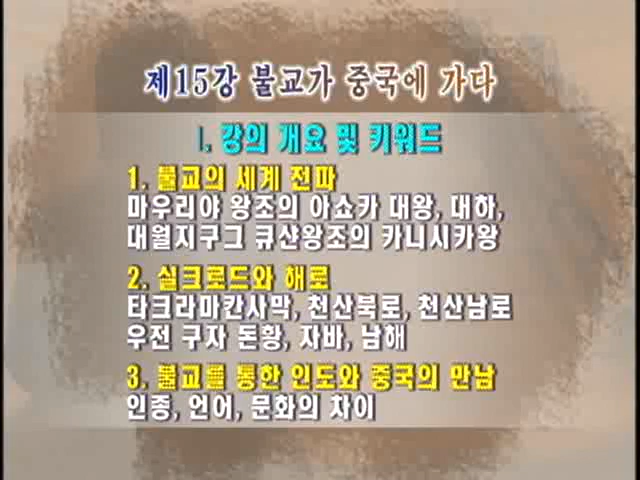 제15강 불교가 중국에 가다
Ⅰ. 강의 개요 및 키워드
1. 불교의 세계 전파
마우리야 왕조의 아쇼카 대왕, 대하,
대월지구그 큐샨왕조의 카니시카왕
2. 실크로드와 해로
타크라마칸사막, 천산북로, 천산남로
우전 구자 돈황, 자바, 남해
3. 불교를 통한 인도와 중국의 만남
인종, 언어, 문화의 차이